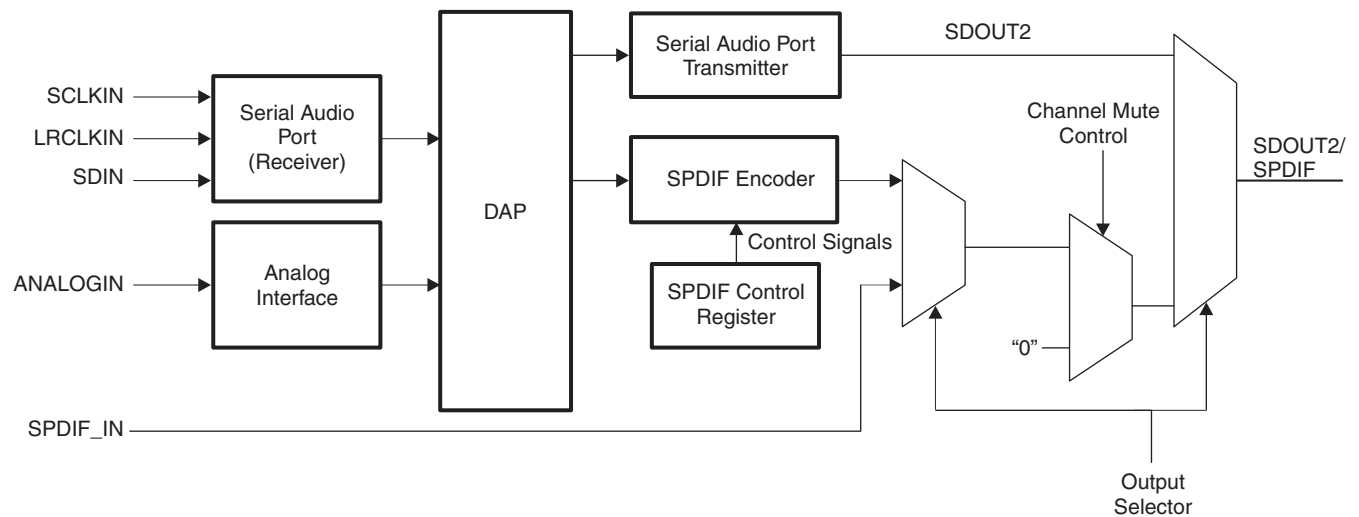 SCLKIN
LRCLKIN
SDIN
ANALOGIN
SPDIF_IN
Serial Audio
Port
(Receiver)
Analog
Interface
DAP
Serial Audio Port
Transmitter
SPDIF Encoder
Control Signals
SPDIF Control
Register
SDOUT2
Channel Mute
Control
“0”
SDOUT2/
SPDIF
Output
Selector